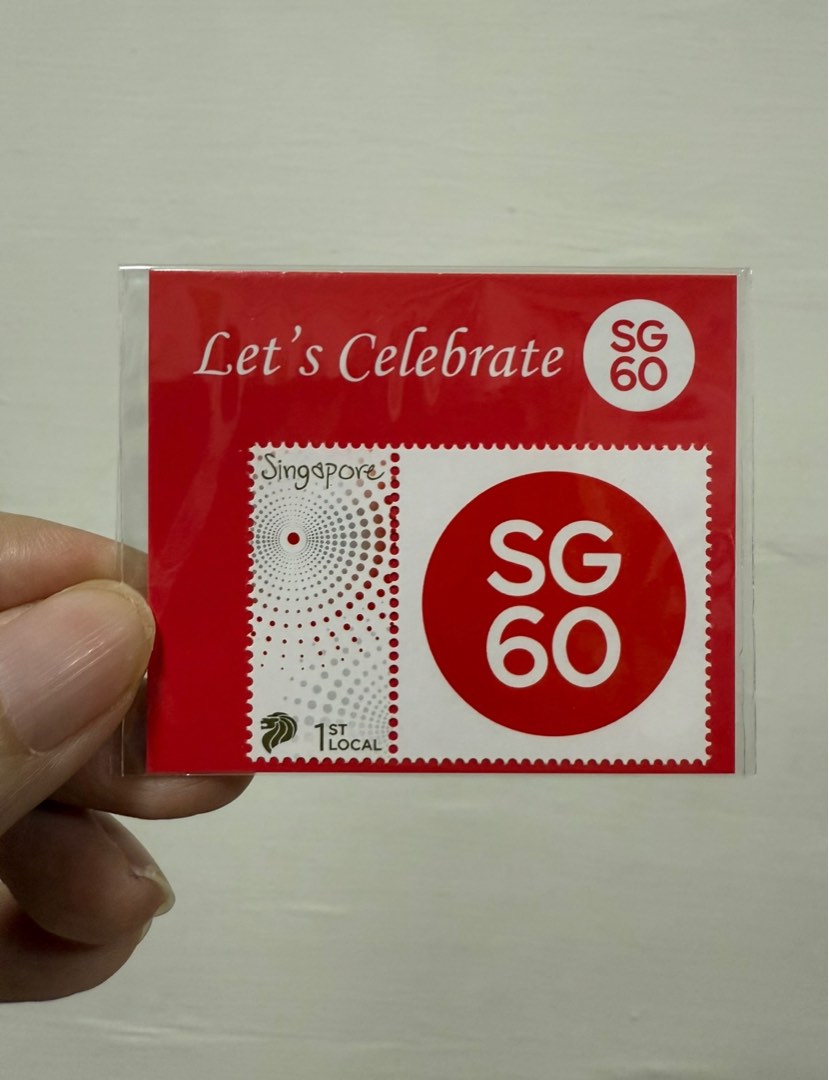 Let's Celebrate
SG
60
Singapore
SG
60
1ST
LOCAL